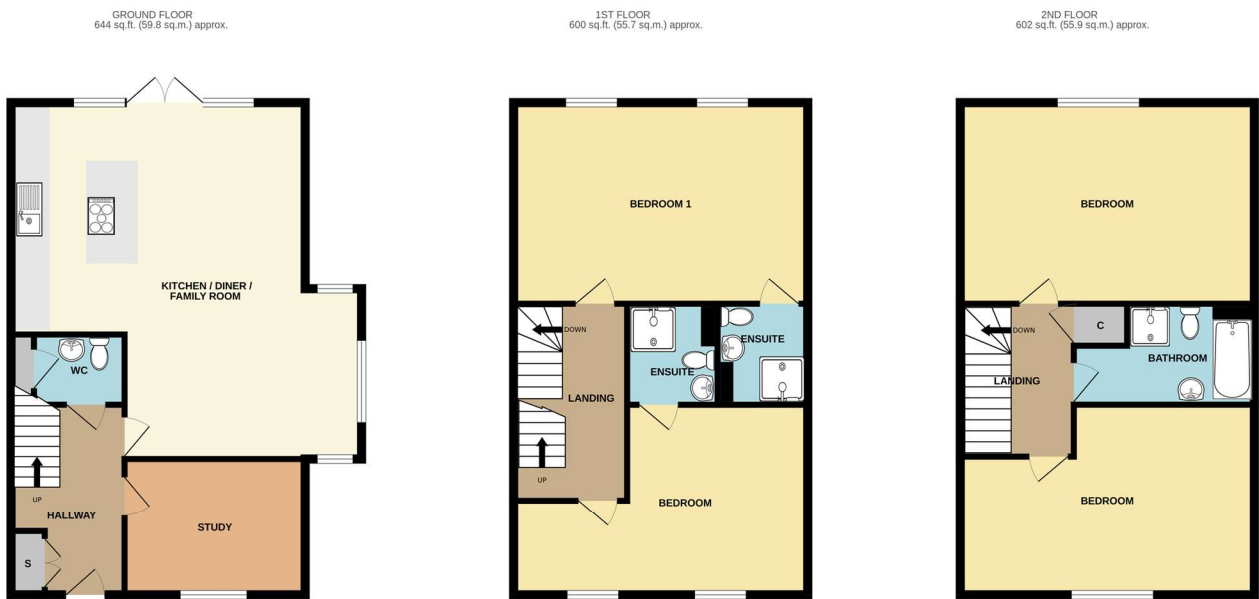 GROUND FLOOR
644 sq.ft. (59.8 sq.m.) approx.
KITCHEN / DINER /
FAMILY ROOM
WC
UP
HALLWAY
STUDY
S
1ST FLOOR
600 sq.ft. (55.7 sq.m.) approx.
BEDROOM 1
DOWN
ENSUITE
ENSUITE
LANDING
UP
BEDROOM
2ND FLOOR
602 sq.ft. (55.9 sq.m.) approx.
BEDROOM
DOWN
C
BATHROOM
LANDING
BEDROOM